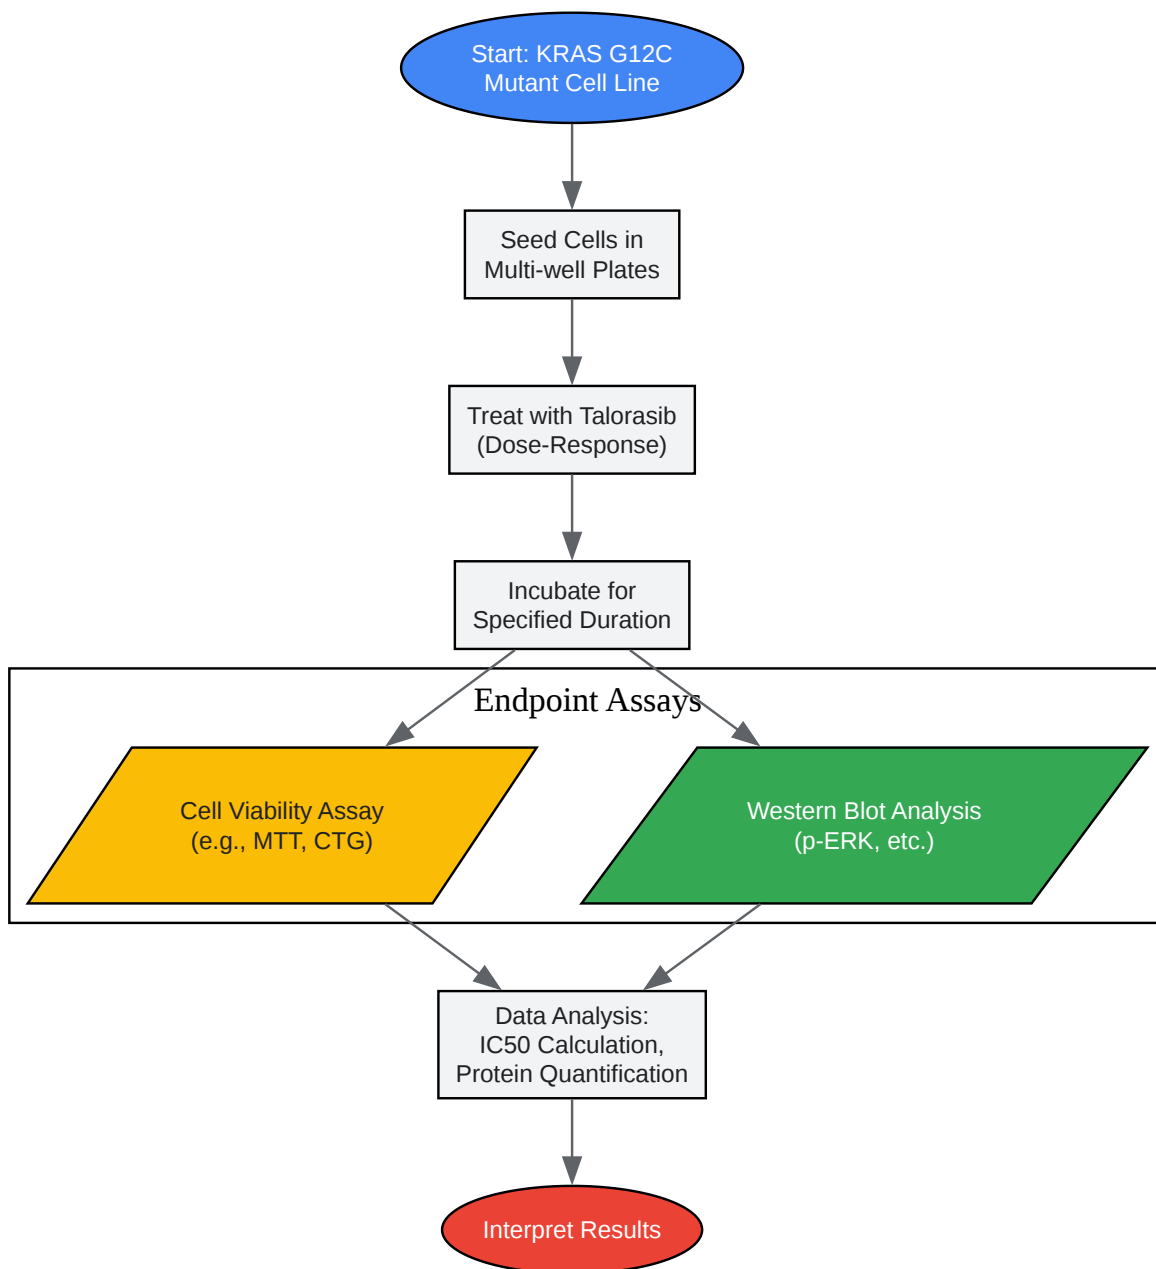 Start: KRAS G12C
Mutant Cell Line
Seed Cells in
Multi-well Plates
Treat with Talorasib
(Dose-Response)
Incubate for
Specified Duration
Endpoint Assays
Cell Viability Assay
(e.g., MTT, CTG)
Western Blot Analysis
(p-ERK, etc.)
Data Analysis:
IC50 Calculation,
Protein Quantification
Interpret Results